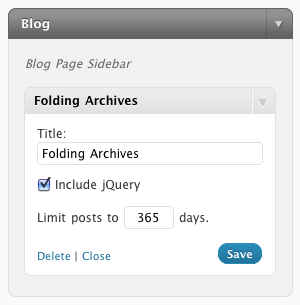 Blog
Blog Page Sidebar
Folding Archives
Title:
Folding Archives
Include jQuery
Limit posts to 365 days.
Delete | Close Save